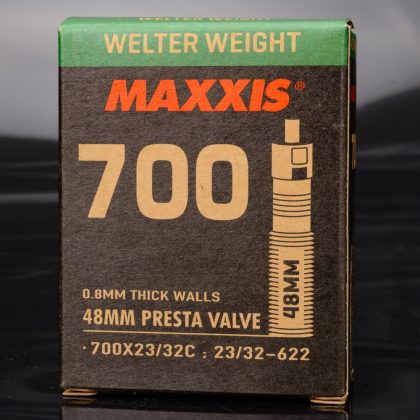 WELTER WEIGHT
MAXXIS®
700
48MM
0.8MM THICK WALLS
48MM PRESTA VALVE
· 700X23/32C : 23/32-622